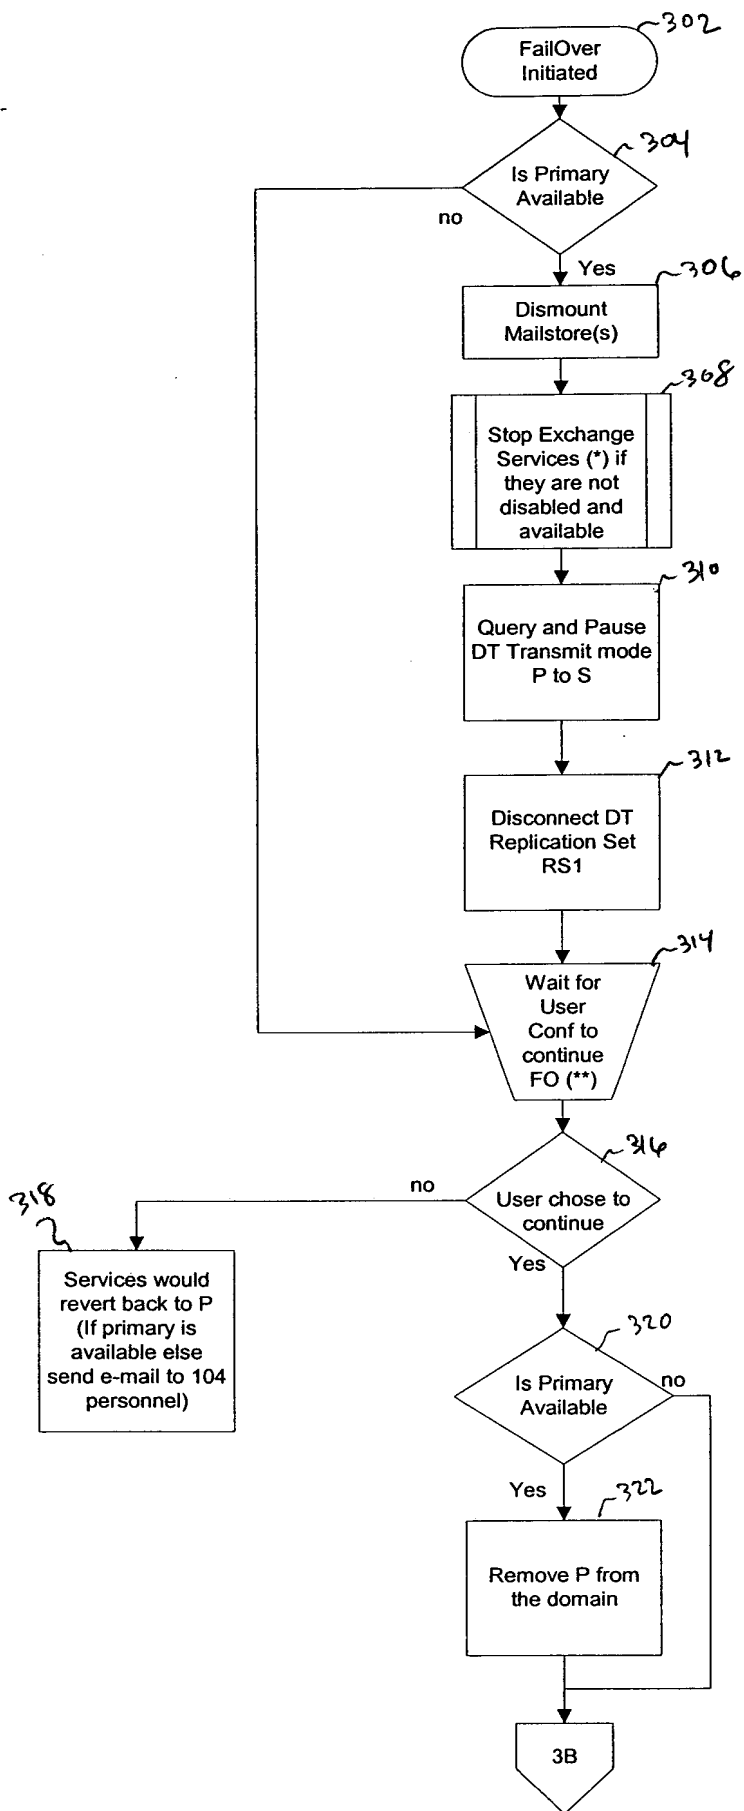 302
FailOver
Initiated
304
Is Primary
Available
no
Yes
306
Dismount
Mailstore(s)
308
Stop Exchange
Services (*) if
they are not
disabled and
available
310
Query and Pause
DT Transmit mode
P to S
312
Disconnect DT
Replication Set
RS1
314
Wait for
User
Conf to
continue
FO (**)
316
User chose to
continue
no
Yes
318
Services would
revert back to P
(If primary is
available else
send e-mail to 104
personnel)
320
Is Primary
Available
no
Yes
322
Remove P from
the domain
3B